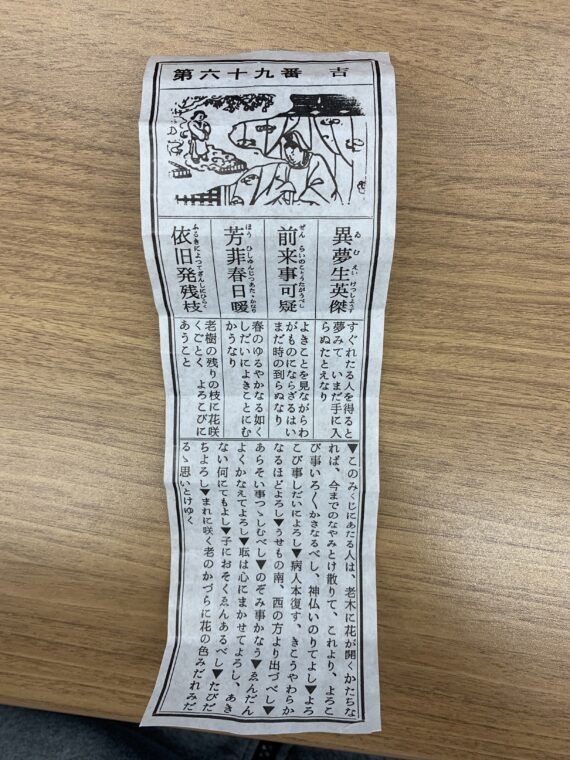 第六十九番 吉
異夢生英傑
前来事可疑
芳菲春日暖
依旧発残枝
すぐれたる人を得ると
夢みて いまだ手に入
らぬたとえなり
よきことを見ながらわ
がものにならざるはい
まだ時の到らぬなり
春のゆるやかなる如く
しだいによきことにむ
かうなり
老樹の残りの枝に花咲
くごとく よろこびに
あうこと
▼このみくじにあたる人は、老木に花が開くかたちな
れば、今までのなやみとけ散りて、これより、よろこ
び事いろ〱かさなるべし、神仏いのりてよし▼よろ
こび事しだいによろし▼病人本復す、きこうやわらか
なるほどよろし▼うせもの南、西の方より出づべし▼
あらそい事つゝしむべし▼のぞみ事かなう▼ゑんだん
よくかなえてよろし▼は心にまかせてよろし、あき
ない何にてもよし▼子におそくゑんあるべし▼たびだ
ちよろし▼まれに咲く老のかづらに花の色みだれみだ
るゝ思いとけゆく